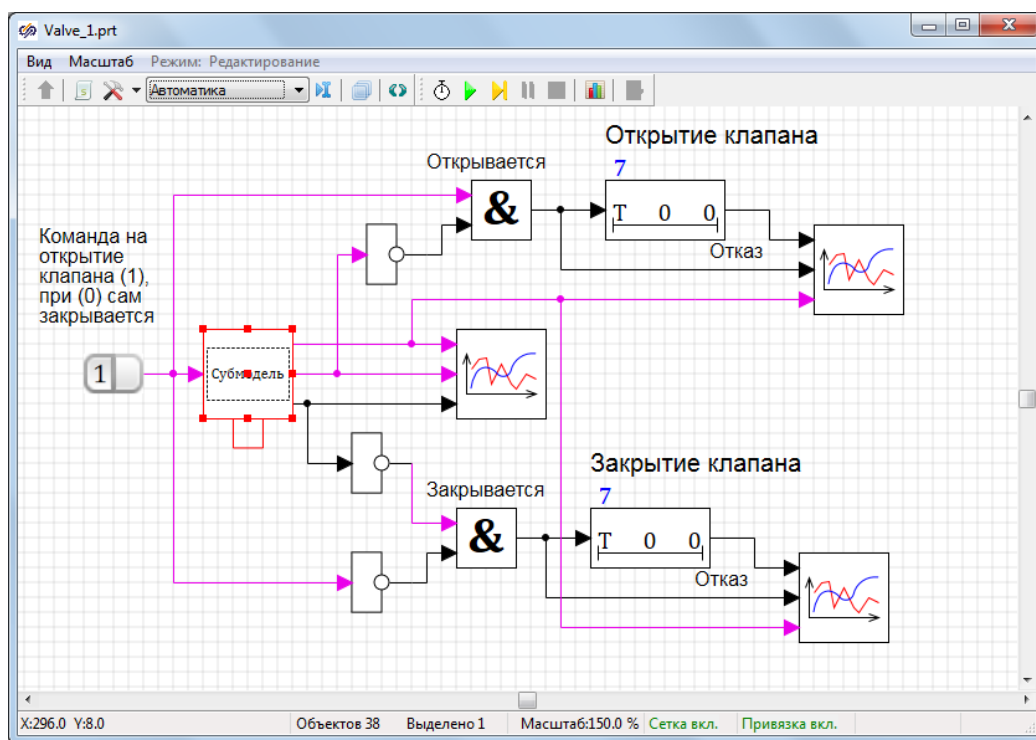 Valve_1.prt
Вид Масштаб Режим: Редактирование
Автоматика
Открытие клапана
Открывается
7
&
T 0 0
Отказ
Команда на
открытие
клапана (1),
при (0) сам
закрывается
1
Субмодель
Закрытие клапана
Закрывается
7
&
T 0 0
Отказ
X:296.0 Y:8.0 Объектов 38 Выделено 1 Масштаб:150.0 % Сетка вкл. Привязка вкл.